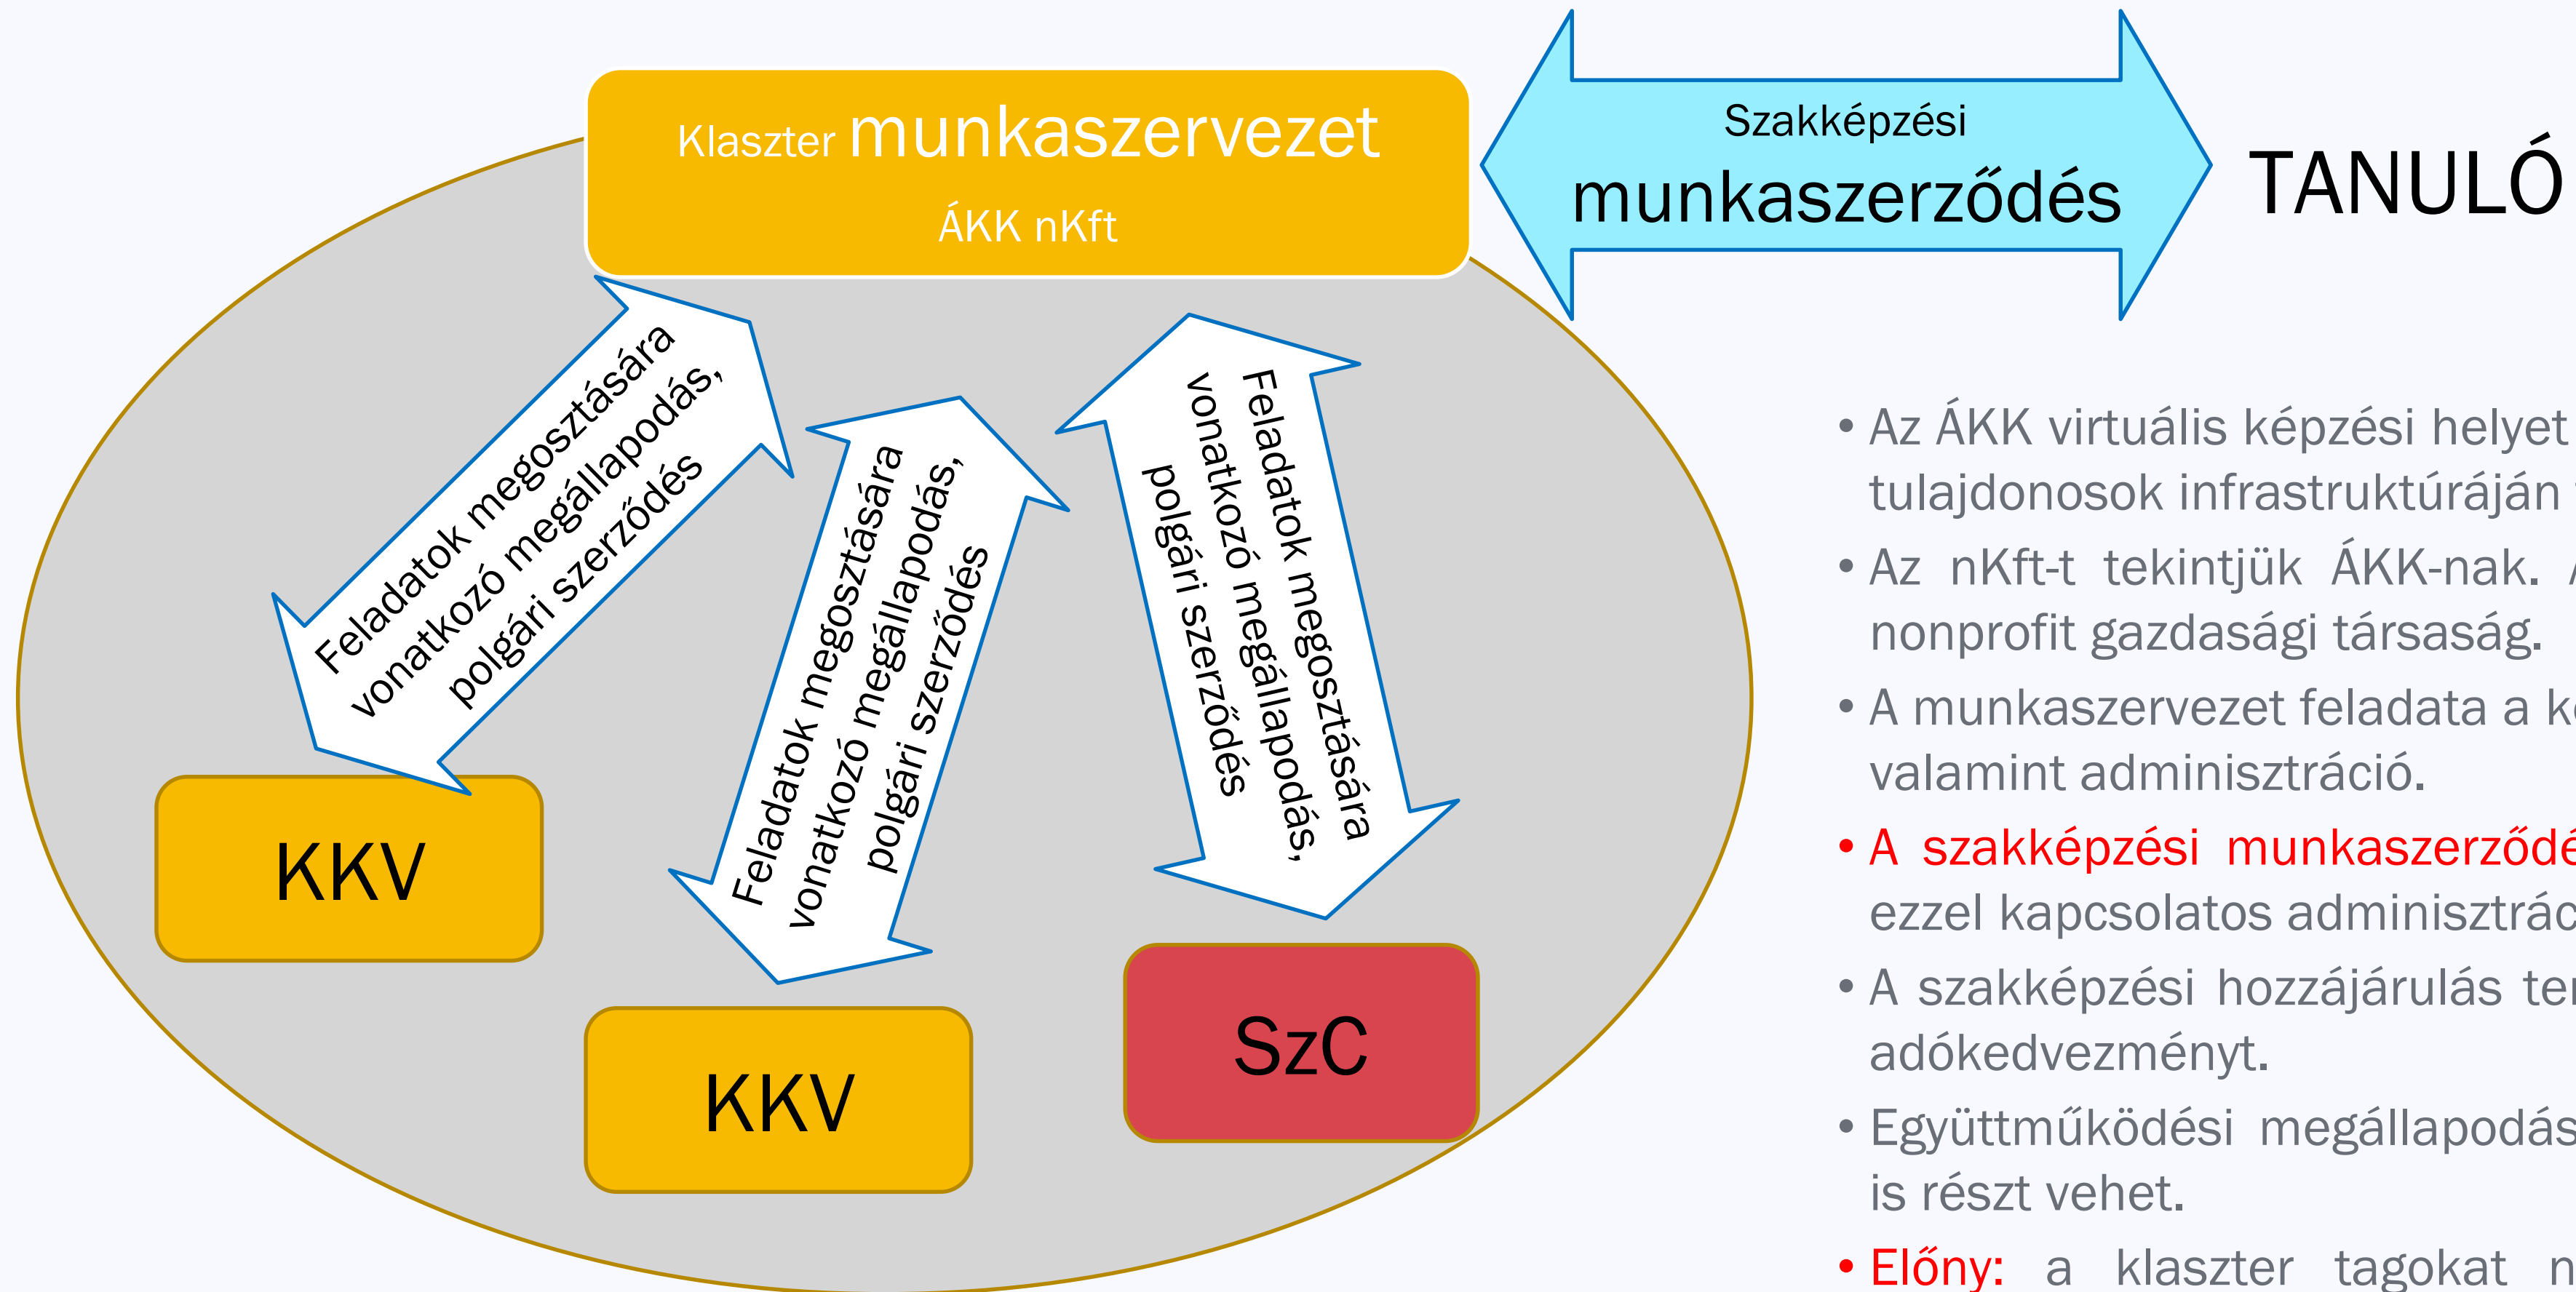 Klaszter munkaszervezet
ÁKK nKft
Szakképzési
munkaszerződés
TANULÓ
Feladatok megosztására
vonatkozó megállapodás,
polgári szerződés
Feladatok megosztására
vonatkozó megállapodás,
polgári szerződés
Feladatok megosztására
vonatkozó megállapodás,
polgári szerződés
KKV
KKV
SzC
• Az ÁKK virtuális képzési helyet
tulajdonosok infrastruktúráján
• Az nKft-t tekintjük ÁKK-nak.
nonprofit gazdasági társaság.
• A munkaszervezet feladata a
valamint adminisztráció.
• A szakképzési
ezzel kapcsolatos
• A szakképzési hozzájárulás
adókedvezményt.
• Együttműködési megállapodás
is részt vehet.
• Előny: a klaszter tagokat